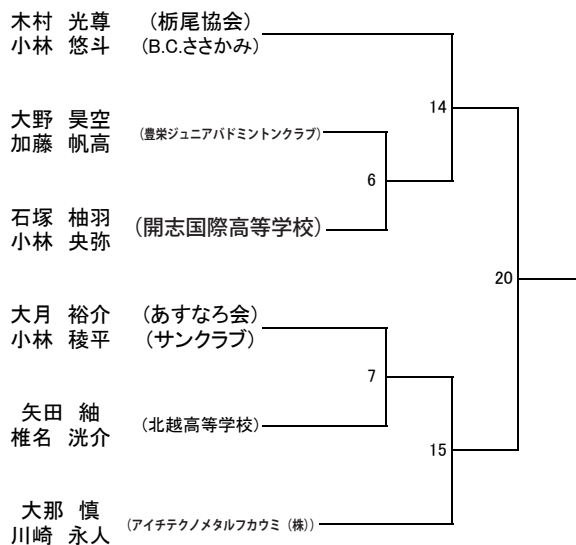 木村 光尊 (栃尾協会)
小林 悠斗 (B.C.ささかみ)
14
大野 昊空
加藤 帆高
(豊栄ジュニアバドミントンクラブ)
6
石塚 柚羽
小林 央弥
(開志国際高等学校)
20
大月 裕介 (あすなろ会)
小林 稜平 (サンクラブ)
7
矢田 紬
椎名 洸介
(北越高等学校)
15
大那 慎
川崎 永人
(アイチテクノメタルフカウミ(株))